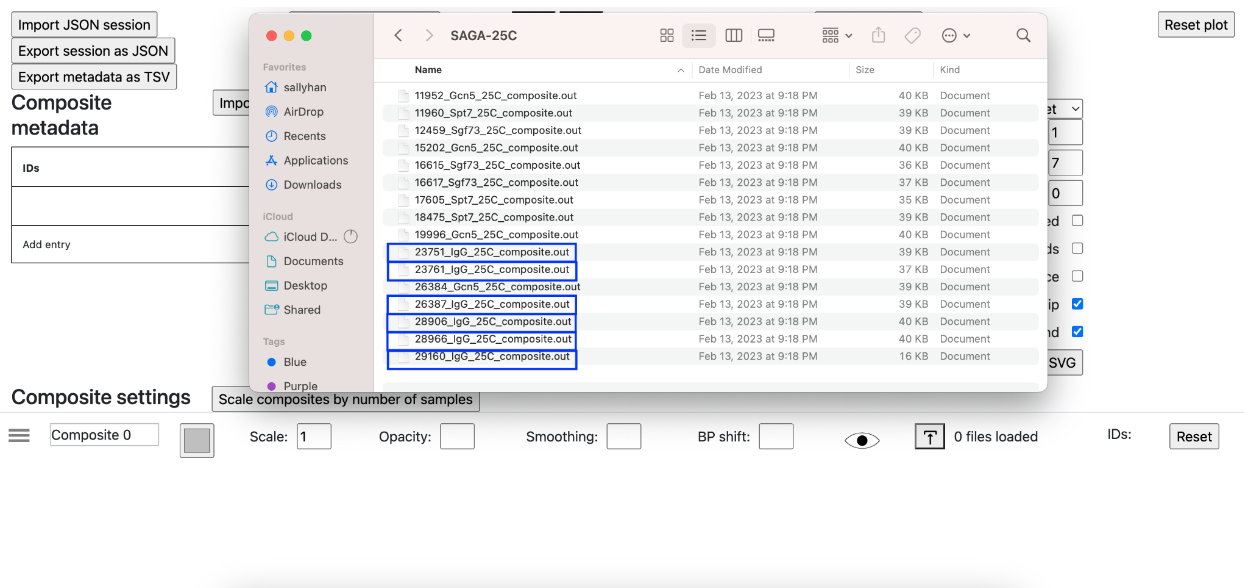 Import JSON session
Export session as JSON
Export metadata as TSV
Composite metadata
Impo
IDs
Add entry
Reset plot
et
1
7
0
ed
ds
ce
ip
nd
SVG
Favorites
sallyhan
AirDrop
Recents
Applications
Downloads
iCloud
iCloud D...
Documents
Desktop
Shared
Tags
Blue
Purple
SAGA-25C
Name Date Modified Size Kind
11952_Gcn5_25C_composite.out Feb 13, 2023 at 9:18 PM 40 KB Document
11960_Spt7_25C_composite.out Feb 13, 2023 at 9:18 PM 39 KB Document
12459_Sgf73_25C_composite.out Feb 13, 2023 at 9:18 PM 39 KB Document
15202_Gcn5_25C_composite.out Feb 13, 2023 at 9:18 PM 40 KB Document
16615_Sgf73_25C_composite.out Feb 13, 2023 at 9:18 PM 36 KB Document
16617_Sgf73_25C_composite.out Feb 13, 2023 at 9:18 PM 37 KB Document
17605_Spt7_25C_composite.out Feb 13, 2023 at 9:18 PM 35 KB Document
18475_Spt7_25C_composite.out Feb 13, 2023 at 9:18 PM 39 KB Document
19996_Gcn5_25C_composite.out Feb 13, 2023 at 9:18 PM 40 KB Document
23751_IgG_25C_composite.out Feb 13, 2023 at 9:18 PM 39 KB Document
23761_IgG_25C_composite.out Feb 13, 2023 at 9:18 PM 37 KB Document
26384_Gcn5_25C_composite.out Feb 13, 2023 at 9:18 PM 39 KB Document
26387_IgG_25C_composite.out Feb 13, 2023 at 9:18 PM 39 KB Document
28906_IgG_25C_composite.out Feb 13, 2023 at 9:18 PM 40 KB Document
28966_IgG_25C_composite.out Feb 13, 2023 at 9:18 PM 40 KB Document
29160_IgG_25C_composite.out Feb 13, 2023 at 9:18 PM 16 KB Document
Composite settings
Scale composites by number of samples
Composite 0 Scale: 1 Opacity: Smoothing: BP shift: 0 files loaded IDs: Reset